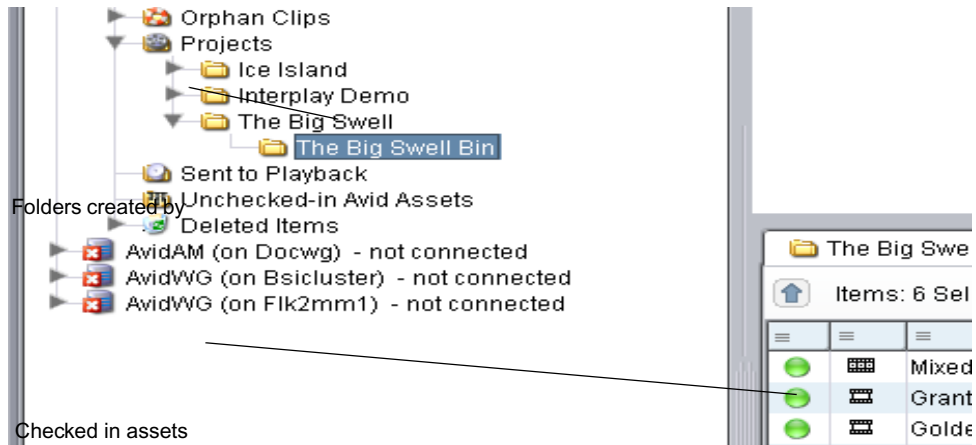 Orphan Clips
Projects
Ice Island
Interplay Demo
The Big Swell
The Big Swell Bin
Sent to Playback
Unchecked-in Avid Assets
Folders created by
Deleted Items
AvidAM (on Docwg) - not connected
AvidWG (on Bsicluster) - not connected
AvidWG (on Flk2mm1) - not connected
The Big Swe
Items: 6 Sel
Mixed
Grant
Golde
Checked in assets